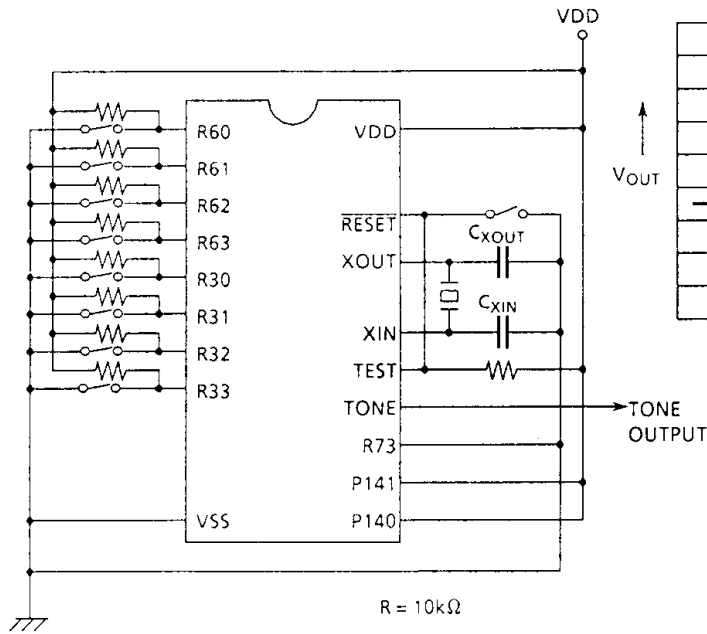 VDD
R60
R61
R62
R63
R30
R31
R32
R33
VSS
VDD
RESET
XOUT
XIN
TEST
TONE
R73
P141
P140
CXOUT
CXIN
TONE
OUTPUT
VOUT
R = 10kΩ